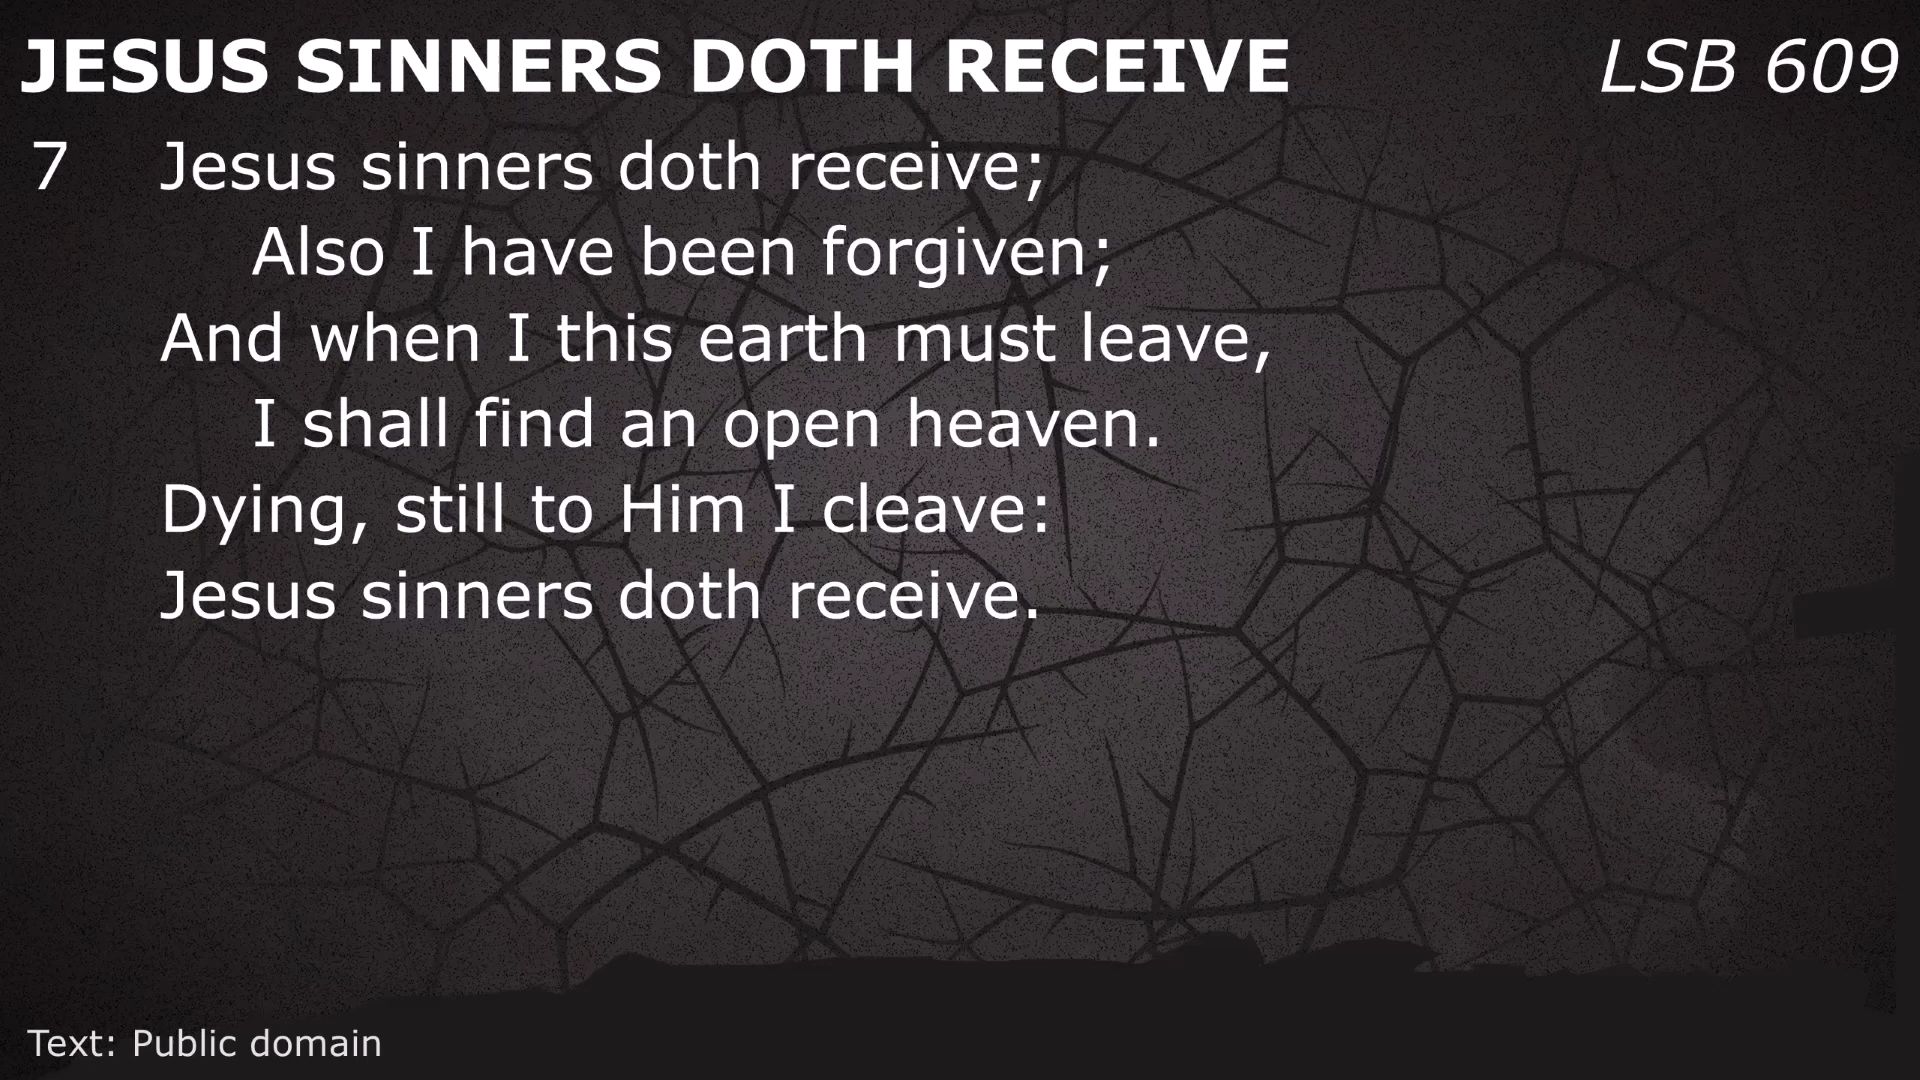 JESUS SINNERS DOTH RECEIVE LSB 609
7 Jesus sinners doth receive;
Also I have been forgiven;
And when I this earth must leave,
I shall find an open heaven.
Dying, still to Him I cleave:
Jesus sinners doth receive.
Text: Public domain